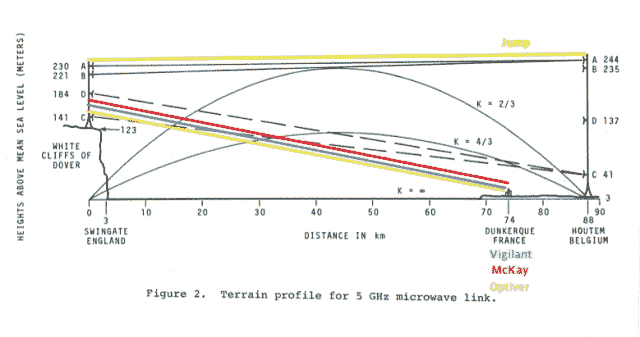 Jump
HEIGHTS ABOVE MEAN SEA LEVEL (METERS)
230 A
221 B
184 D
141 C
123
WHITE
CLIFFS OF
DOVER
A 244
B 235
D 137
C 41
3
K = 2/3
K = 4/3
K = ∞
0 10 20 30 40 50 60 70 80 90
3 74 88
SWINGATE
ENGLAND
DISTANCE IN km
DUNKERQUE
FRANCE
HOUTEM
BELGIUM
Vigilant
McKay
Optiver
Figure 2. Terrain profile for 5 GHz microwave link.